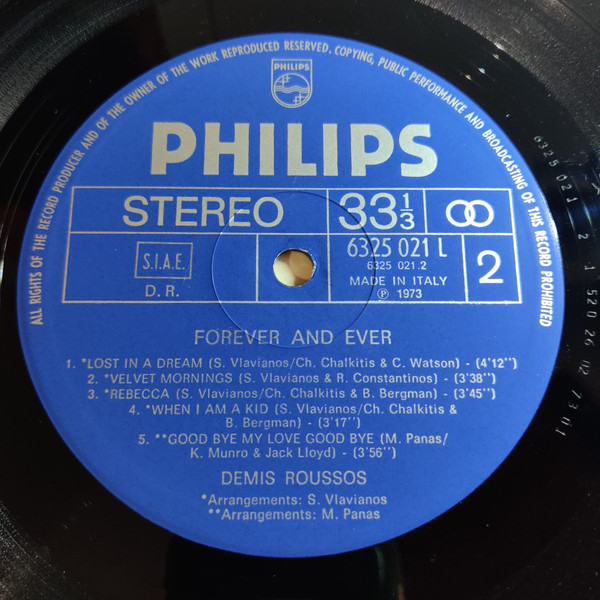 ALL RIGHTS OF THE RECORD PRODUCER AND OF THE OWNER OF THE WORK REPRODUCED RESERVED. COPYING, PUBLIC PERFORMANCE AND BROADCASTING OF THIS RECORD PROHIBITED
PHILIPS
PHILIPS
STEREO 33 1/3
S.I.A.E.
D.R.
6325 021 L
6325 021.2
MADE IN ITALY
℗ 1973
2
FOREVER AND EVER
1. *LOST IN A DREAM (S. Vlavianos/Ch. Chalkitis & C. Watson) - (4'12'')
2. *VELVET MORNINGS (S. Vlavianos & R. Constantinos) - (3'38'')
3. *REBECCA (S. Vlavianos/Ch. Chalkitis & B. Bergman) - (3'45'')
4. *WHEN I AM A KID (S. Vlavianos/Ch. Chalkitis &
B. Bergman) - (3'17'')
5. **GOOD BYE MY LOVE GOOD BYE (M. Panas/
K. Munro & Jack Lloyd) - (3'56'')
DEMIS ROUSSOS
*Arrangements: S. Vlavianos
**Arrangements: M. Panas